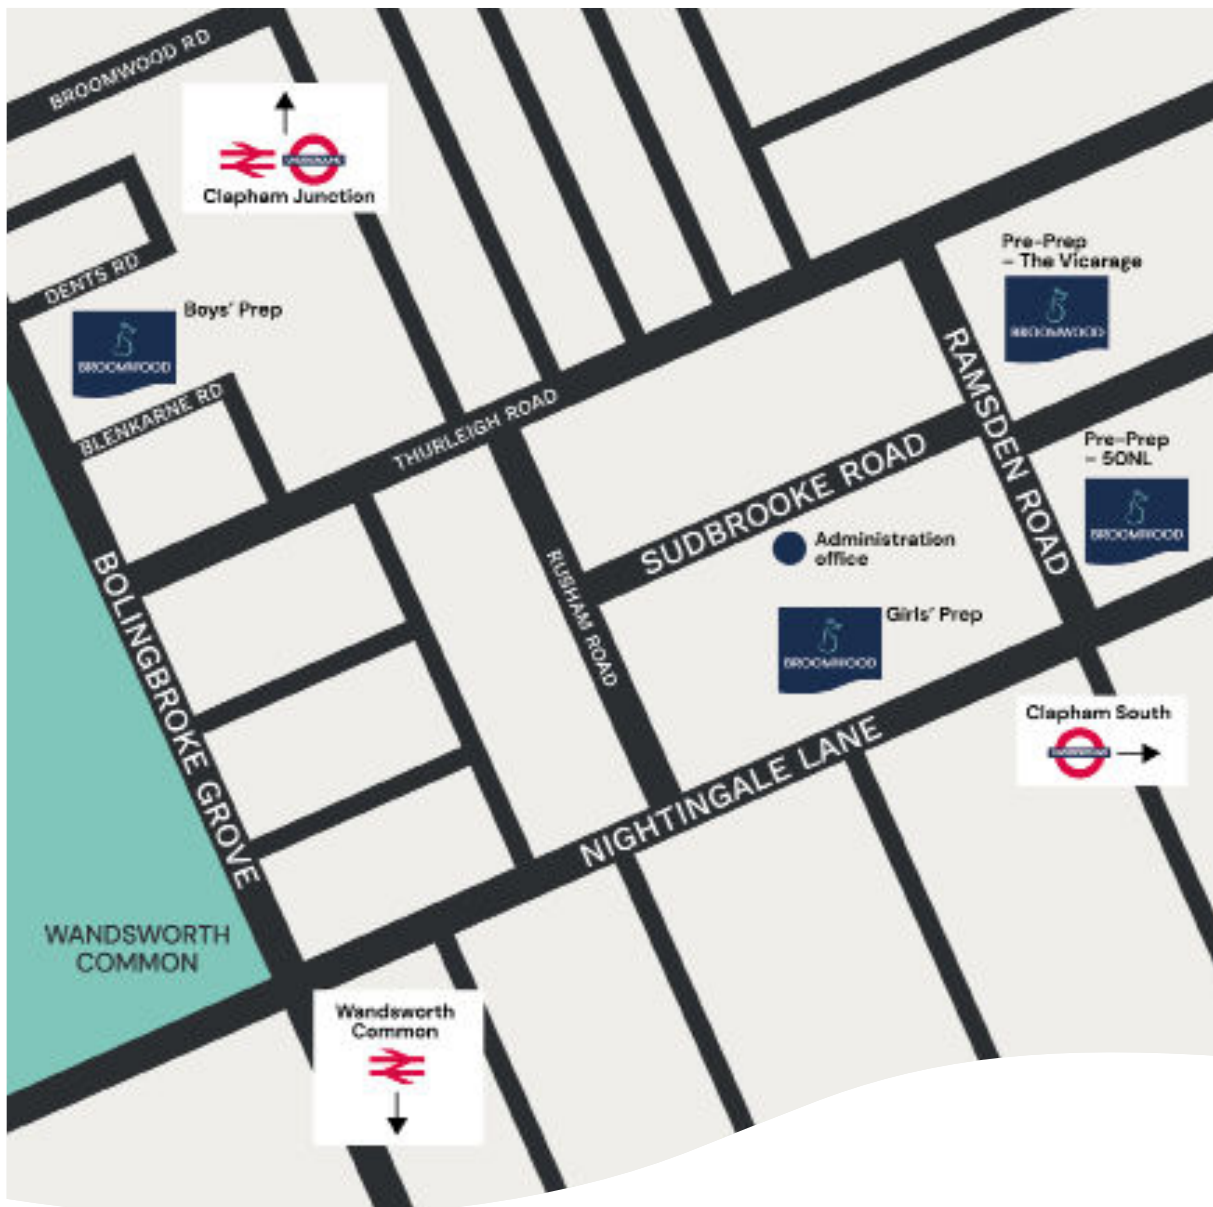 BROOMWOOD RD
UNDERGROUND
Clapham Junction
DENTS RD
Boys' Prep
BROOMWOOD
BLENKARNE RD
THURLEIGH ROAD
Pre-Prep
– The Vicarage
BROOMWOOD
RAMSDEN ROAD
Pre-Prep
– 50NL
BROOMWOOD
SUDBROOKE ROAD
Administration
office
RUSHAM ROAD
Girls' Prep
BROOMWOOD
BOLINGBROKE GROVE
NIGHTINGALE LANE
Clapham South
UNDERGROUND
WANDSWORTH
COMMON
Wandsworth
Common